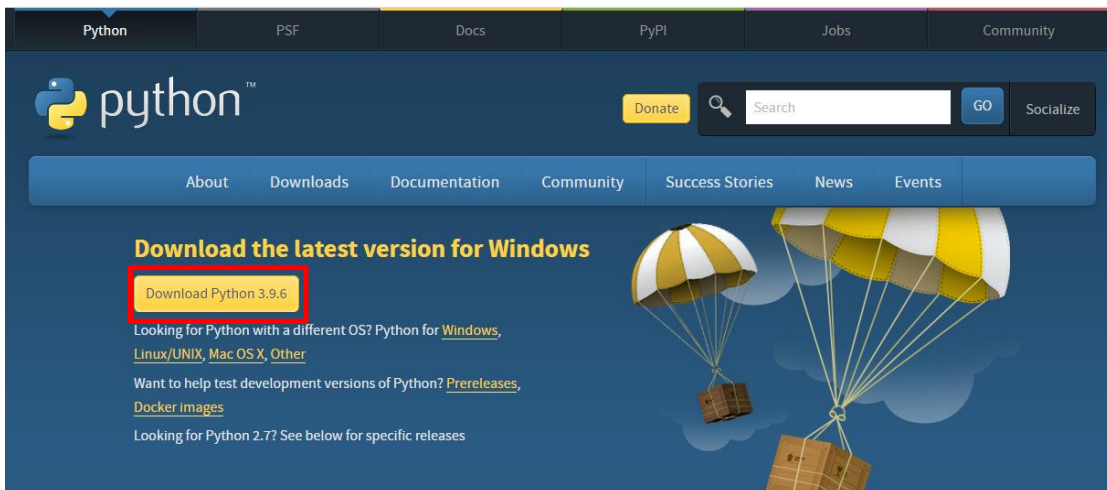 Python PSF Docs PyPI Jobs Community
python™
Donate Search GO Socialize
About Downloads Documentation Community Success Stories News Events
Download the latest version for Windows
Download Python 3.9.6
Looking for Python with a different OS? Python for Windows,
Linux/UNIX, Mac OS X, Other
Want to help test development versions of Python? Prereleases,
Docker images
Looking for Python 2.7? See below for specific releases